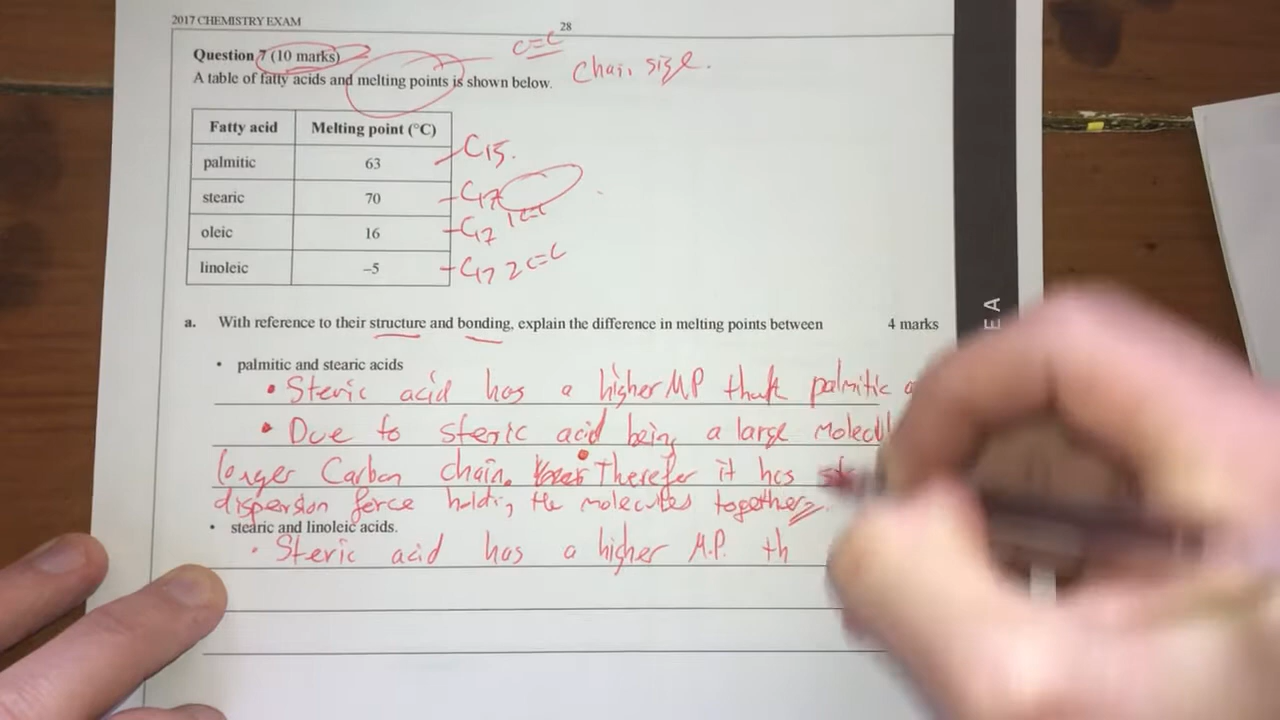 2017 CHEMISTRY EXAM
28
Question 7 (10 marks)
C=C
Chain size.
A table of fatty acids and melting points is shown below.
Fatty acid Melting point (°C)
palmitic 63 C15.
stearic 70 C17
oleic 16 C17 1 C=C
linoleic –5 C17 2 C=C
E A
a. With reference to their structure and bonding, explain the difference in melting points between 4 marks
• palmitic and stearic acids
• Steric acid has a higher MP palmitic
• Due to steric acid being a large
longer Carbon chain. Therefer it has
dispersion force holding the molecules together.
• stearic and linoleic acids.
• Steric acid has a higher M.P. th